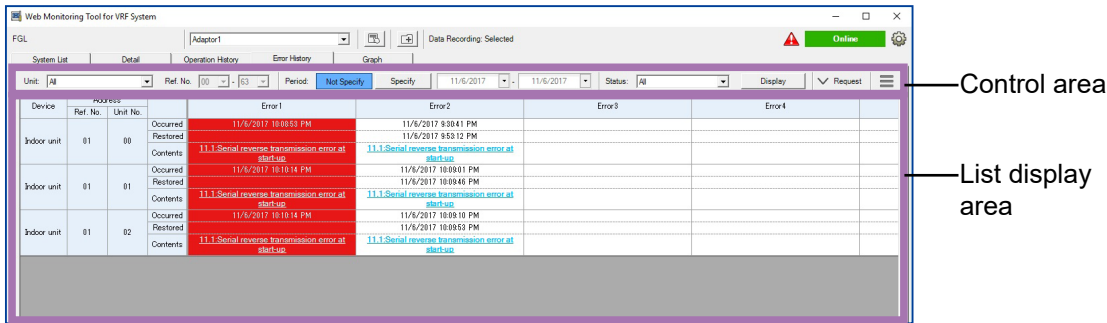 Web Monitoring Tool for VRF System
FGL Adaptor1 Data Recording: Selected Online
System List Detail Operation History Error History Graph
Unit: All Ref. No. 00 - 63 Period: Not Specify Specify 11/6/2017 - 11/6/2017 Status: All Display Request
Control area
Device Address Error1 Error2 Error3 Error4
Ref. No. Unit No.
Indoor unit 01 00
Occurred 11/6/2017 10:08:53 PM 11/6/2017 9:30:41 PM
Restored 11/6/2017 9:53:12 PM
Contents 11.1:Serial reverse transmission error at start-up 11.1:Serial reverse transmission error at start-up
Indoor unit 01 01
Occurred 11/6/2017 10:10:14 PM 11/6/2017 10:09:01 PM
Restored 11/6/2017 10:09:46 PM
Contents 11.1:Serial reverse transmission error at start-up 11.1:Serial reverse transmission error at start-up
Indoor unit 01 02
Occurred 11/6/2017 10:10:14 PM 11/6/2017 10:09:10 PM
Restored 11/6/2017 10:09:53 PM
Contents 11.1:Serial reverse transmission error at start-up 11.1:Serial reverse transmission error at start-up
List display
area